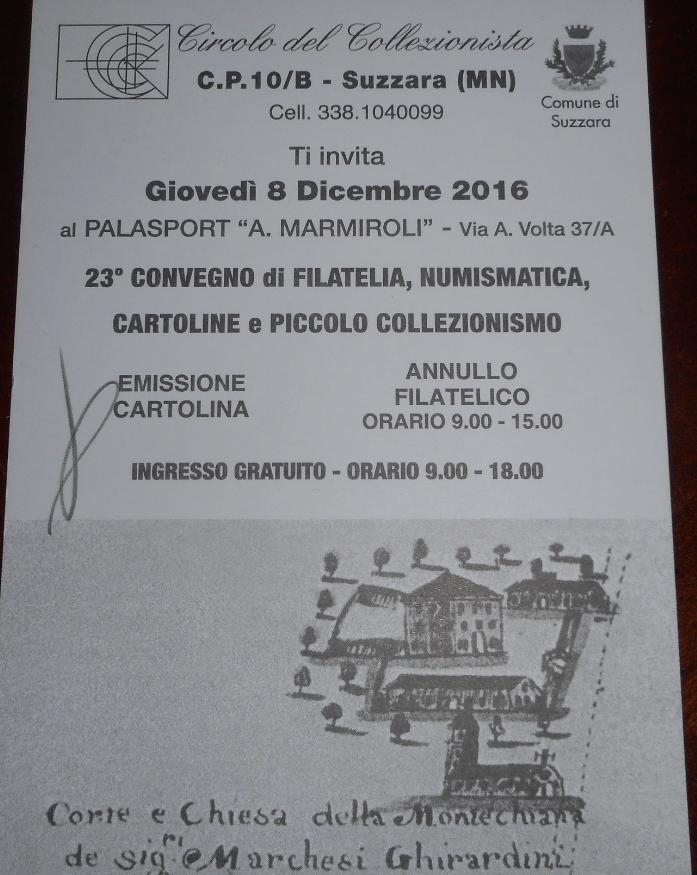 Circolo del Collezionista
C.P.10/B - Suzzara (MN)
Cell. 338.1040099
Comune di
Suzzara
Ti invita
Giovedì 8 Dicembre 2016
al PALASPORT “A. MARMIROLI” - Via A. Volta 37/A
23° CONVEGNO di FILATELIA, NUMISMATICA,
CARTOLINE e PICCOLO COLLEZIONISMO
EMISSIONE
CARTOLINA
ANNULLO
FILATELICO
ORARIO 9.00 - 15.00
INGRESSO GRATUITO - ORARIO 9.00 - 18.00
Corte e Chiesa della Montechiana
de sig.ri Marchesi Ghirardini